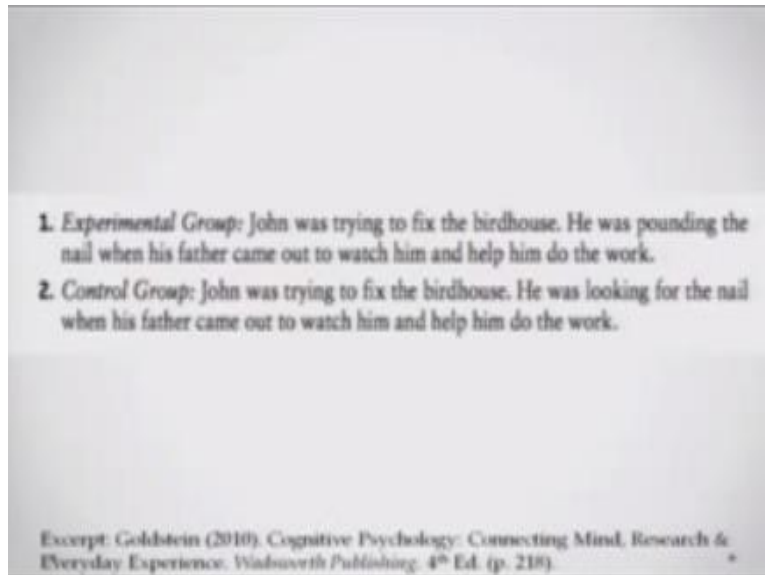 1. Experimental Group: John was trying to fix the birdhouse. He was pounding the
nail when his father came out to watch him and help him do the work.
2. Control Group: John was trying to fix the birdhouse. He was looking for the nail
when his father came out to watch him and help him do the work.
Excerpt: Goldstein (2010). Cognitive Psychology: Connecting Mind, Research &
Everyday Experience. Wadsworth Publishing. 4th Ed. (p. 218).